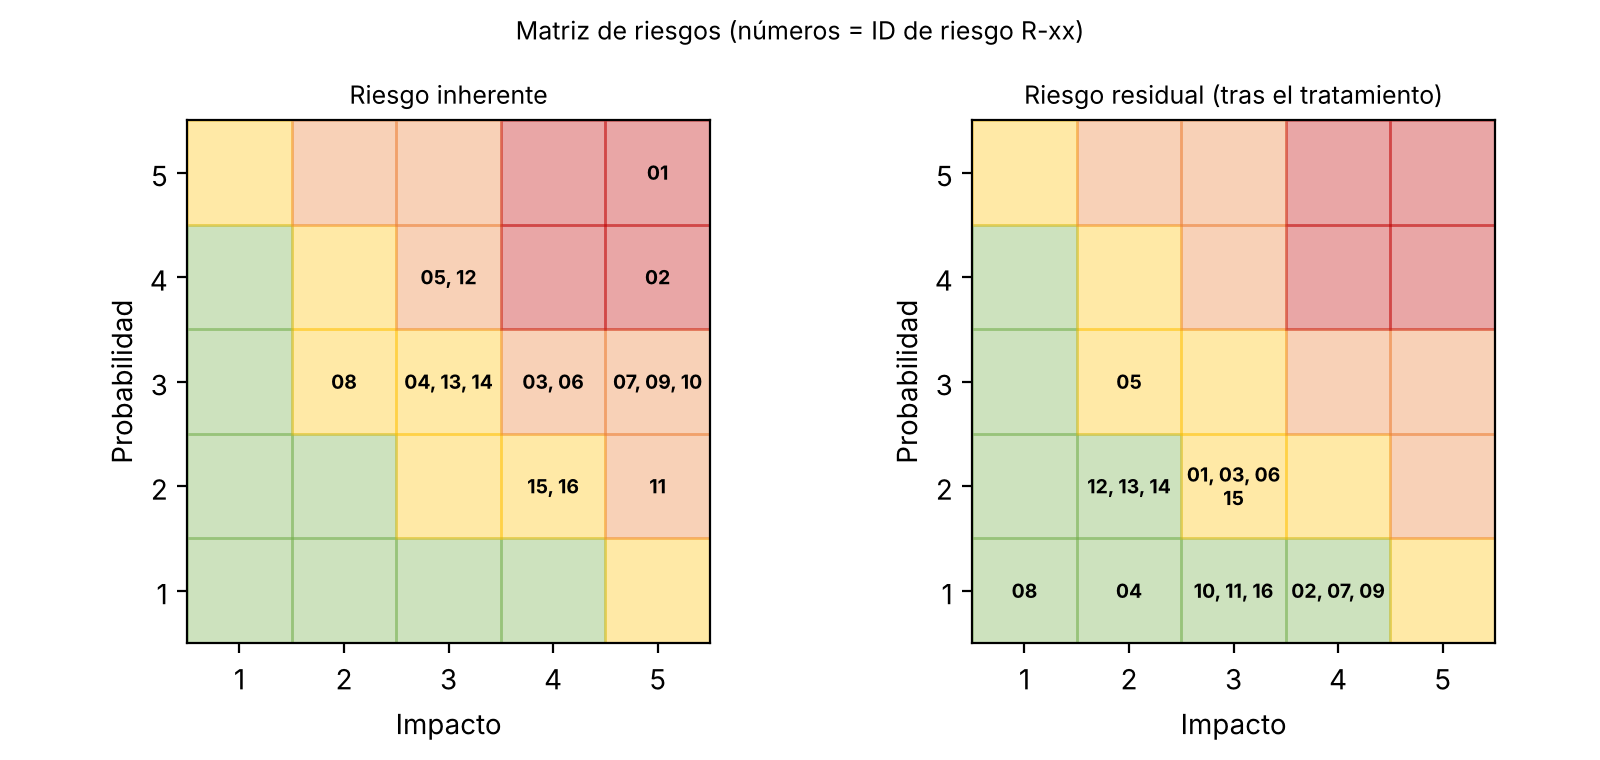 Matriz de riesgos (números = ID de riesgo R-xx)
Riesgo inherente
5
01
4
05, 12
02
3
08
04, 13, 14
03, 06
07, 09, 10
2
15, 16
11
1
1
2
3
4
5
Probabilidad
Impacto
Riesgo residual (tras el tratamiento)
5
4
3
05
2
12, 13, 14
01, 03, 06
15
1
08
04
10, 11, 16
02, 07, 09
1
2
3
4
5
Probabilidad
Impacto